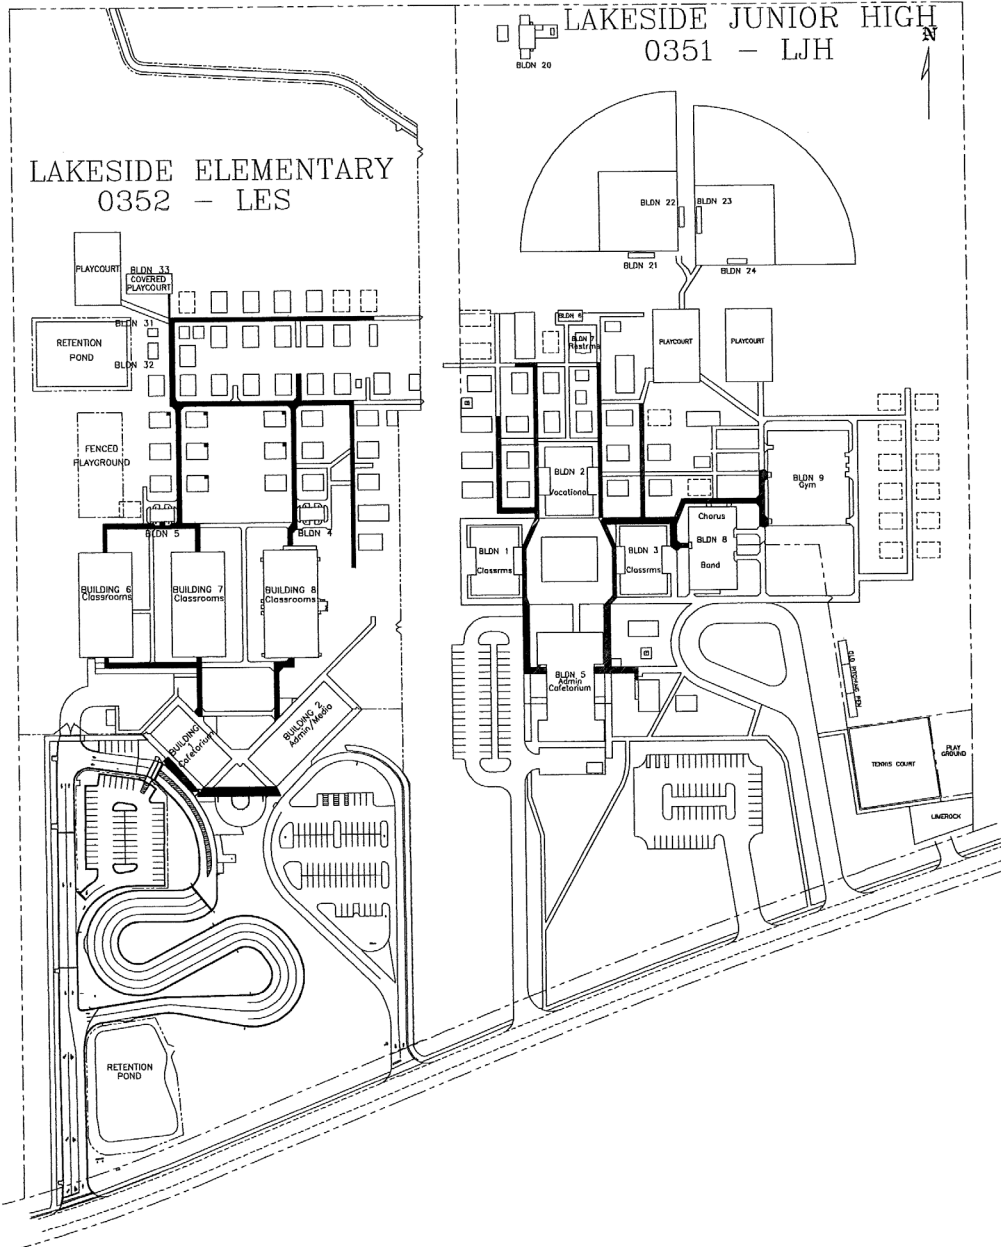 LAKESIDE JUNIOR HIGH
0351 - LJH
N
BLDN 20
LAKESIDE ELEMENTARY
0352 - LES
BLDN 22
BLDN 23
BLDN 21
BLDN 24
PLAYCOURT
BLDN 33
COVERED
PLAYCOURT
BLDN 31
BLDN 32
RETENTION
POND
BLDN 6
BLDN 7
Restrms
PLAYCOURT
PLAYCOURT
FENCED
PLAYGROUND
BLDN 2
Vocational
BLDN 9
Gym
BLDN 5
BLDN 4
Chorus
BLDN 8
Band
BLDN 1
Classrms
BLDN 3
Classrms
BUILDING 6
Classrooms
BUILDING 7
Classrooms
BUILDING 8
Classrooms
BLDN 5
Admin
Cafetorium
BUILDING 1
Cafetorium
BUILDING 2
Admin/Media
TENNIS COURT
PLAY
GROUND
LIMEROCK
RETENTION
POND